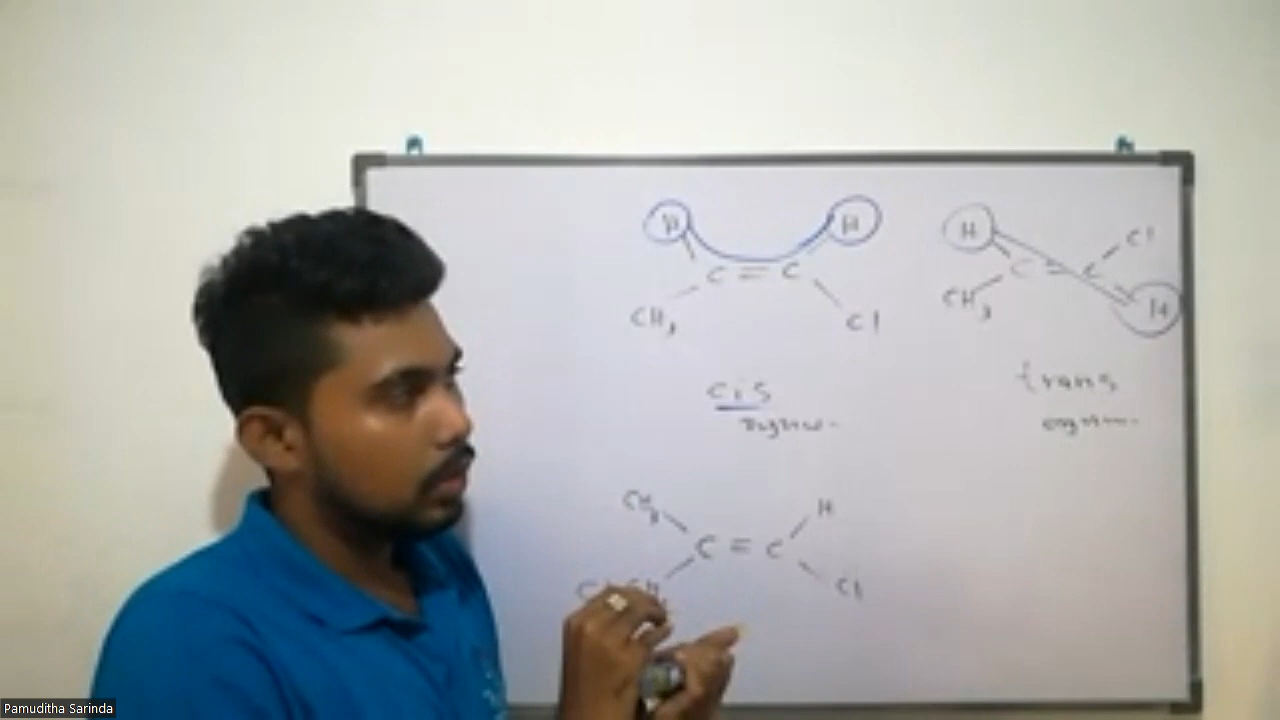 H H
C = C
CH₃ Cl
H Cl
C = C
CH₃ H
cis
trans
CH₃ H
C = C
Cl
Pamuditha Sarinda